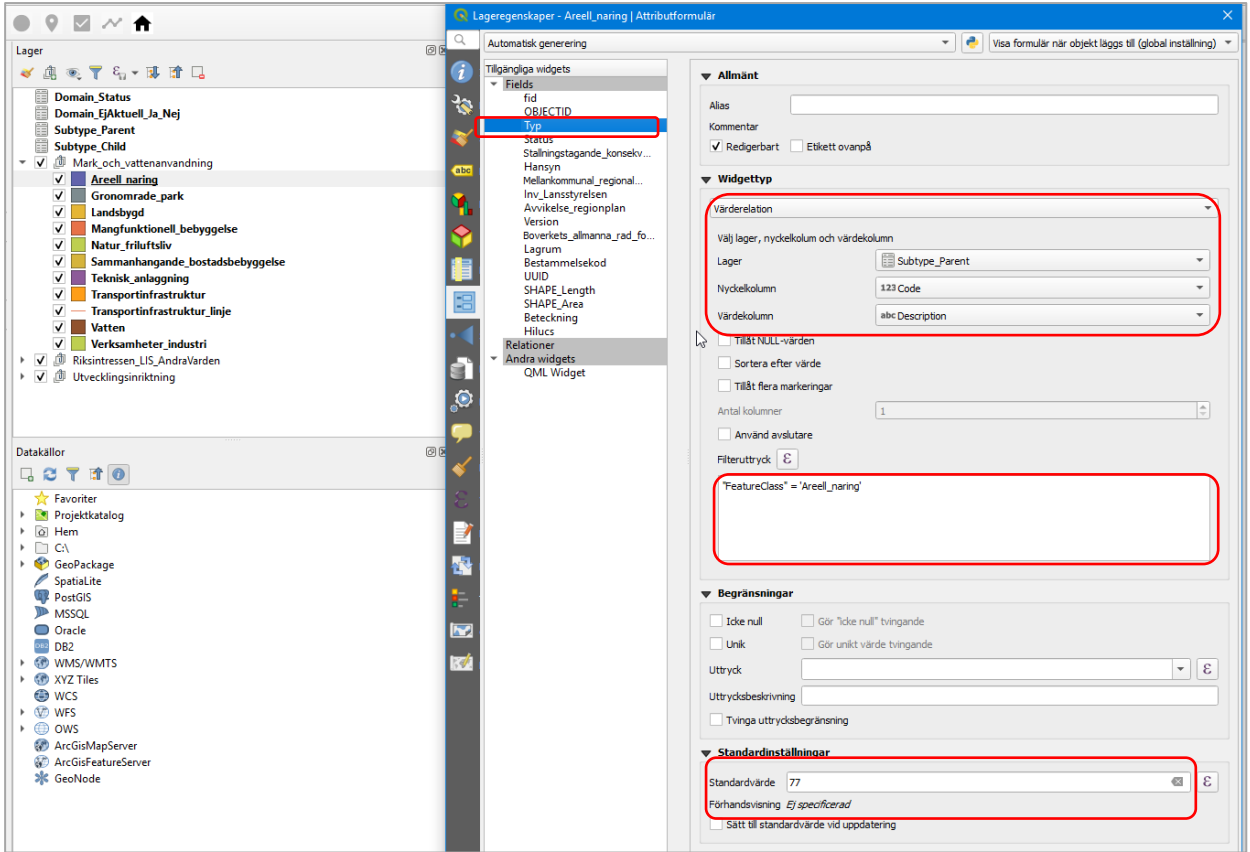 Lager
Domain_Status
Domain_EjAktuell_Ja_Nej
Subtype_Parent
Subtype_Child
Mark_och_vattenanvandning
Areell_naring
Gronomrade_park
Landsbygd
Mangfunktionell_bebyggelse
Natur_friluftsliv
Sammanhangande_bostadsbebyggelse
Teknisk_anlaggning
Transportinfrastruktur
Transportinfrastruktur_linje
Vatten
Verksamheter_industri
Riksintressen_LIS_AndraVarden
Utvecklingsinriktning
Datakällor
Favoriter
Projektkatalog
Hem
C:\
GeoPackage
SpatiaLite
PostGIS
MSSQL
Oracle
DB2 DB2
WMS/WMTS
XYZ Tiles
WCS
WFS
OWS
ArcGisMapServer
ArcGisFeatureServer
GeoNode
Lageregenskaper - Areell_naring | Attributformulär
Automatisk generering
Visa formulär när objekt läggs till (global inställning)
abc
Tillgängliga widgets
Fields
fid
OBJECTID
Typ
Status
Stallningstagande_konsekv...
Hansyn
Mellankommunal_regional...
Inv_Lansstyrelsen
Avvikelse_regionplan
Version
Boverkets_allmanna_rad_fo...
Lagrum
Bestammelsekod
UUID
SHAPE_Length
SHAPE_Area
Beteckning
Hilucs
Relationer
Andra widgets
QML Widget
Allmänt
Alias
Kommentar
Redigerbart Etikett ovanpå
Widgettyp
Värderelation
Välj lager, nyckelkolum och värdekolumn
Lager Subtype_Parent
Nyckelkolumn 123 Code
Värdekolumn abc Description
Tillåt NULL-värden
Sortera efter värde
Tillåt flera markeringar
Antal kolumner 1
Använd avslutare
Filteruttryck ε
"FeatureClass" = 'Areell_naring'
Begränsningar
Icke null Gör "icke null" tvingande
Unik Gör unikt värde tvingande
Uttryck ε
Uttrycksbeskrivning
Tvinga uttrycksbegränsning
Standardinställningar
Standardvärde 77 ε
Förhandsvisning Ej specificerad
Sätt till standardvärde vid uppdatering